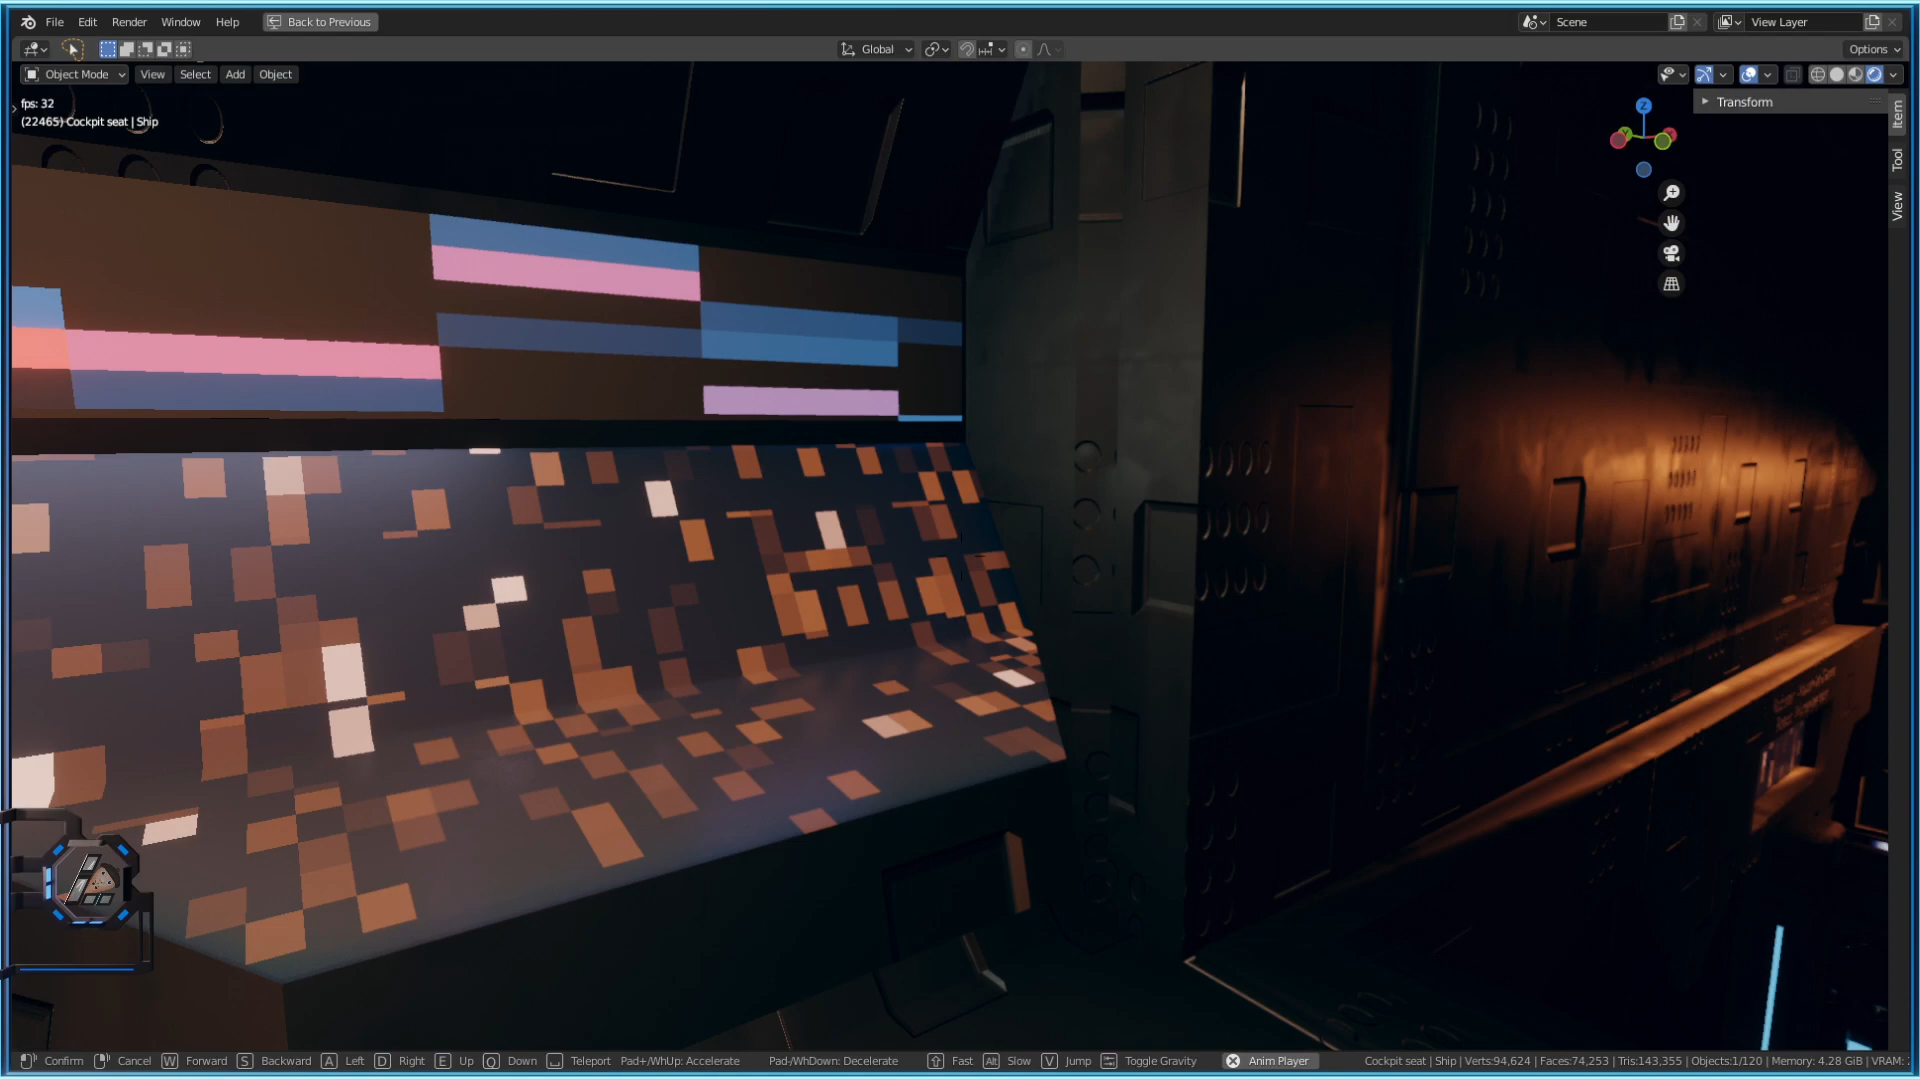 File Edit Render Window Help Back to Previous Scene View Layer
Global Options
Object Mode View Select Add Object
fps: 32
(22465) Cockpit seat | Ship
Transform
Item
Tool
View
Z
Confirm Cancel W Forward S Backward A Left D Right E Up Q Down Teleport Pad+/WhUp: Accelerate Pad-/WhDown: Decelerate Fast Alt Slow V Jump Toggle Gravity Anim Player Cockpit seat | Ship | Verts:94,624 | Faces:74,253 | Tris:143,355 | Objects:1/120 | Memory: 4.28 GiB | VRAM: